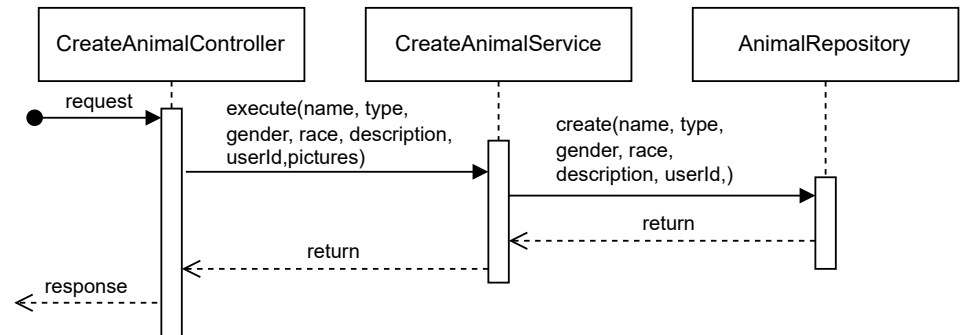 CreateAnimalController
CreateAnimalService
AnimalRepository
request
execute(name, type,
gender, race, description,
userId,pictures)
create(name, type,
gender, race,
description, userId,)
return
return
response